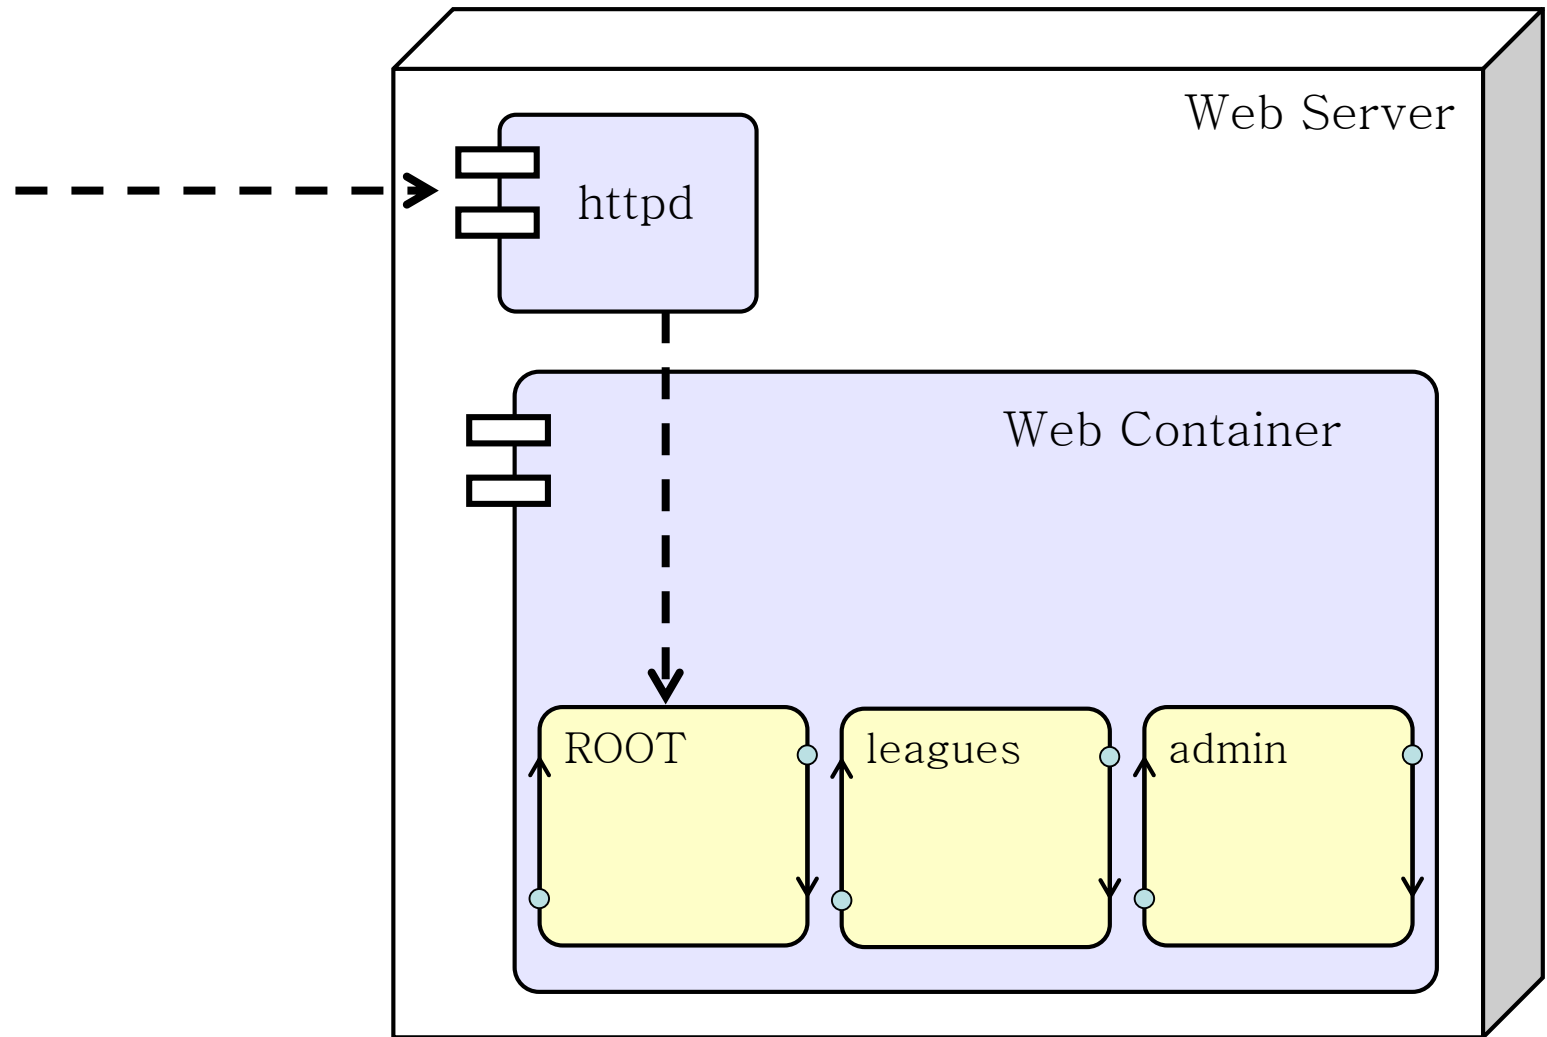 Web Server
httpd
Web Container
ROOT
leagues
admin